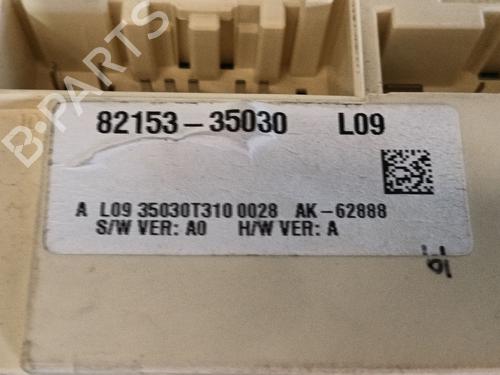 B-PARTS
82153-35030 L09
A L09 35030T310 0028 AK-62888
S/W VER: A0 H/W VER: A